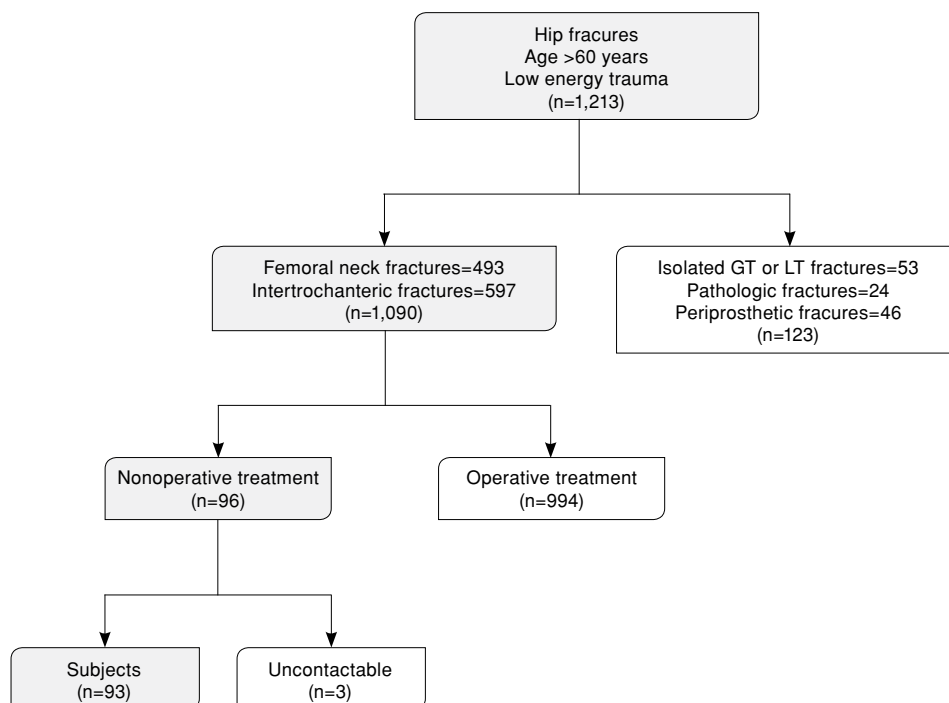 Hip fracures
Age >60 years
Low energy trauma
(n=1,213)
Femoral neck fractures=493
Intertrochanteric fractures=597
(n=1,090)
Isolated GT or LT fractures=53
Pathologic fractures=24
Periprosthetic fracures=46
(n=123)
Nonoperative treatment
(n=96)
Operative treatment
(n=994)
Subjects
(n=93)
Uncontactable
(n=3)